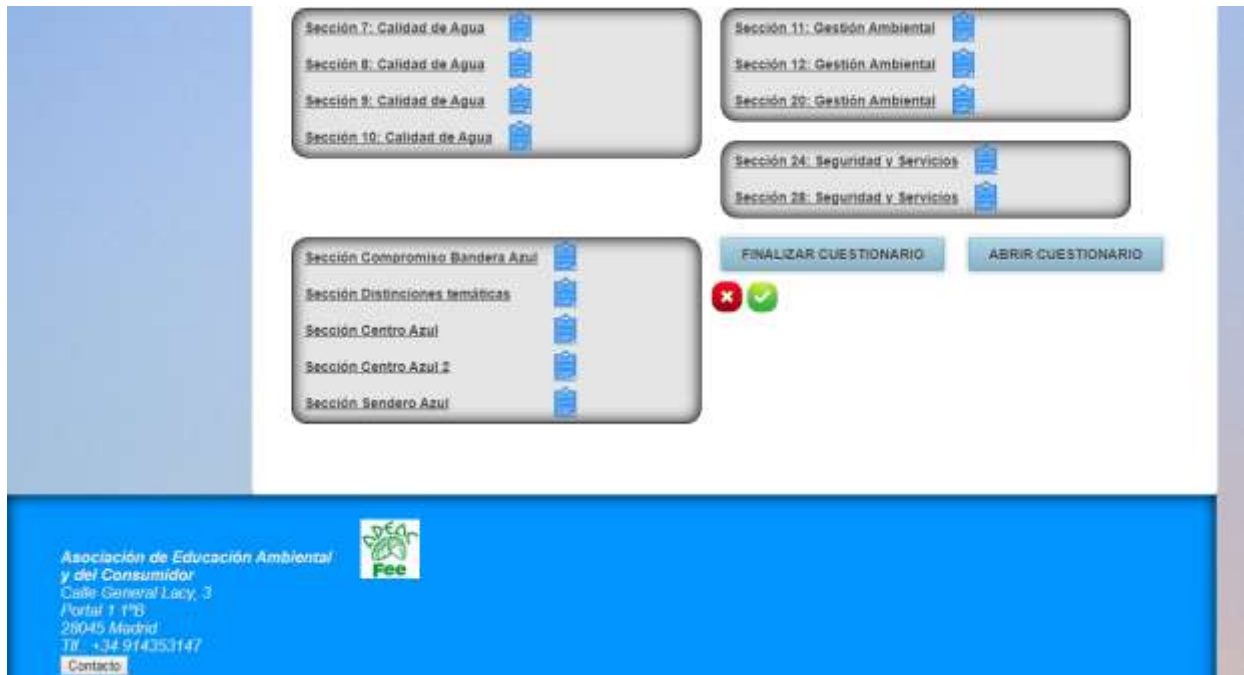 Sección 7: Calidad de Agua
Sección 8: Calidad de Agua
Sección 9: Calidad de Agua
Sección 10: Calidad de Agua
Sección 11: Gestión Ambiental
Sección 12: Gestión Ambiental
Sección 20: Gestión Ambiental
Sección 24: Seguridad y Servicios
Sección 28: Seguridad y Servicios
Sección Compromiso Bandera Azul
Sección Distinciones temáticas
Sección Centro Azul
Sección Centro Azul 2
Sección Sendero Azul
FINALIZAR CUESTIONARIO
ABRIR CUESTIONARIO
ADEAC
Fee
Asociación de Educación Ambiental
y del Consumidor
Calle General Lacy, 3
Portal 1 1ºB
28045 Madrid
Tlf. +34 914353147
Contacto